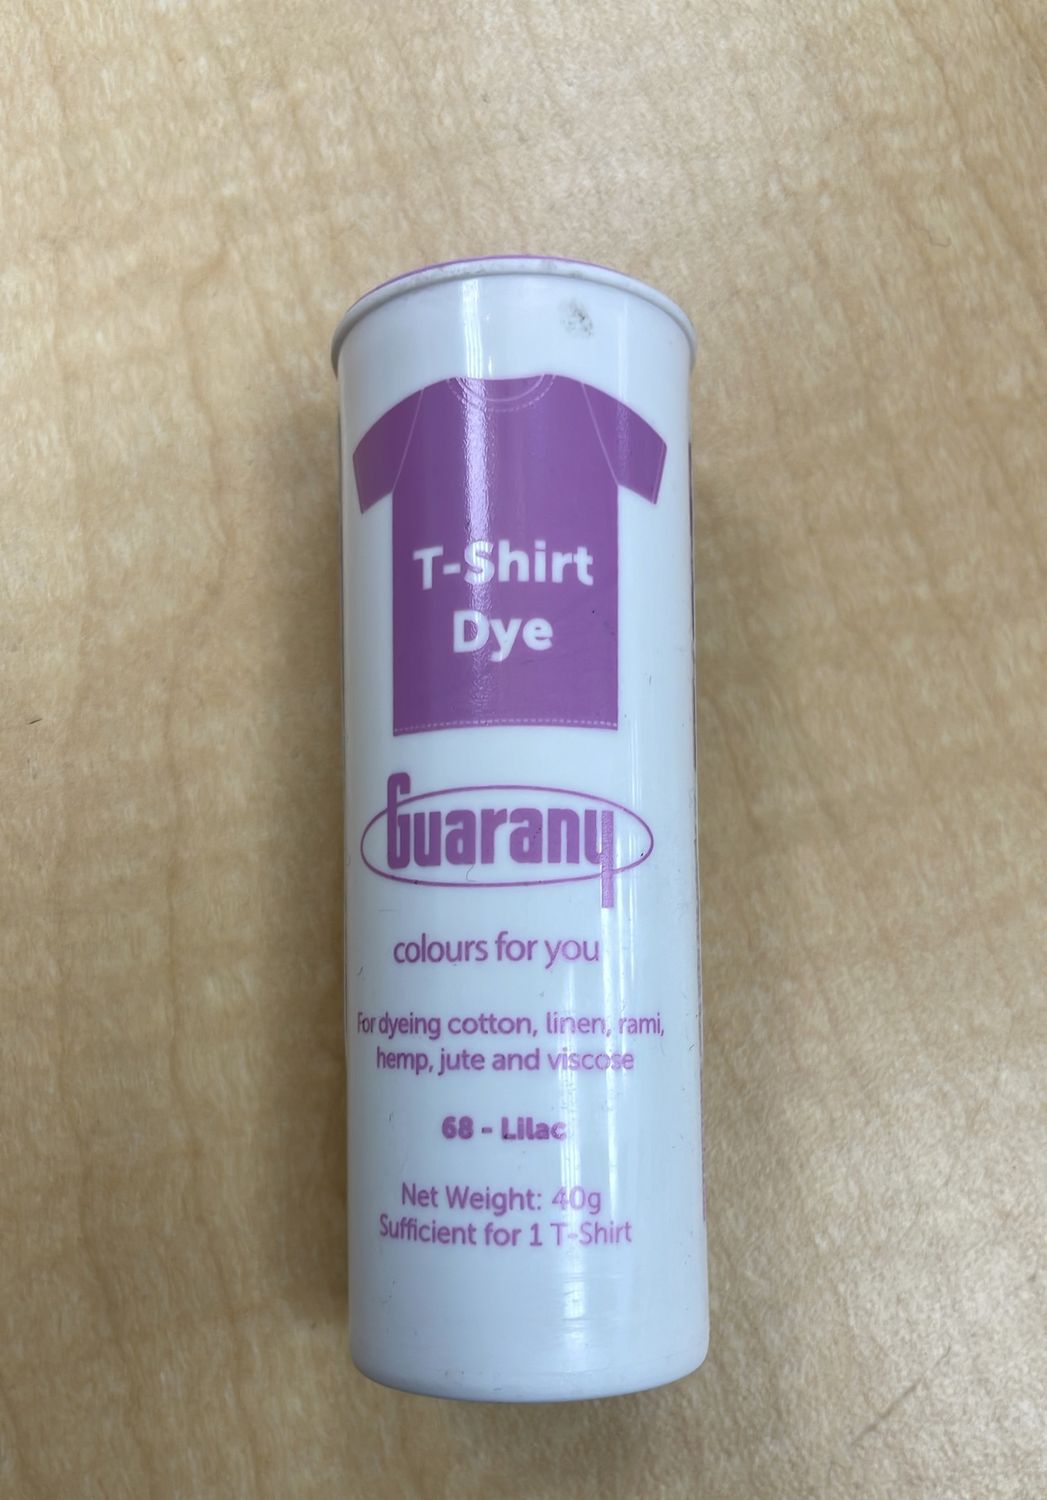 T-Shirt
Dye
Guarany
colours for you
For dyeing cotton, linen, rami,
hemp, jute and viscose
68 - Lilac
Net Weight: 40g
Sufficient for 1 T-Shirt